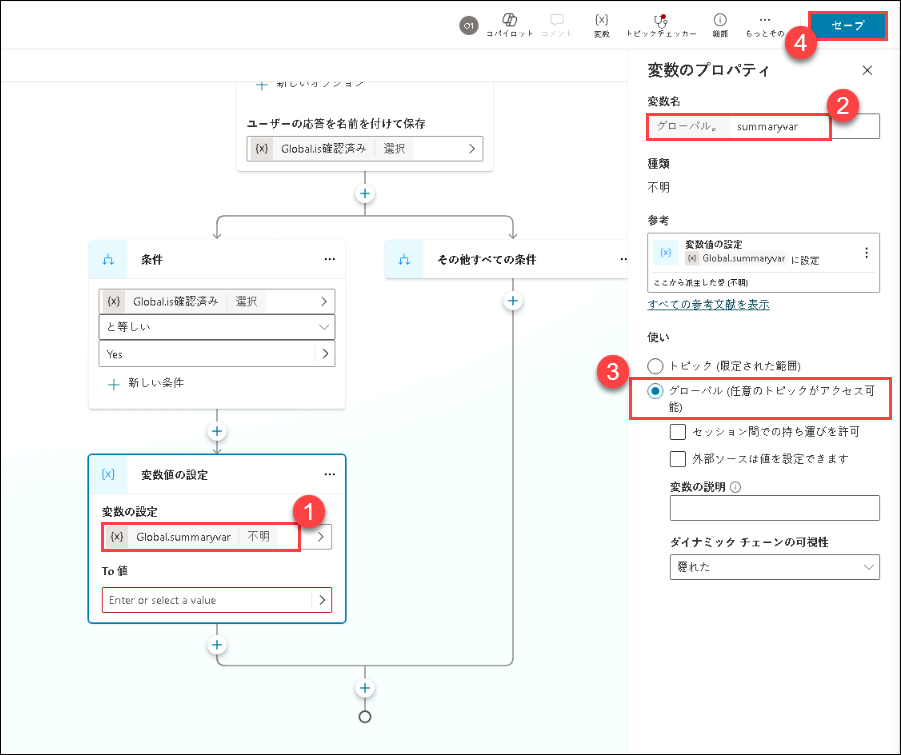 コパイロット
コメント
変数
トピックチェッカー
細部
もっとその
セーブ
4
新しいオプション
ユーザーの応答を名前を付けて保存
{x} Global.is確認済み 選択
条件
{x} Global.is確認済み 選択
と等しい
Yes
新しい条件
その他すべての条件
{x} 変数値の設定
変数の設定
1
{x} Global.summaryvar 不明
To 値
Enter or select a value
変数のプロパティ
変数名
2
グローバル。 summaryvar
種類
不明
参考
{x} 変数値の設定
{x} Global.summaryvar に設定
ここから派生した姿 (不明)
すべての参考文献を表示
使い
3
トピック (限定された範囲)
グローバル (任意のトピックがアクセス可
能)
セッション間での持ち運びを許可
外部ソースは値を設定できます
変数の説明
ダイナミック チェーンの可視性
隠れた